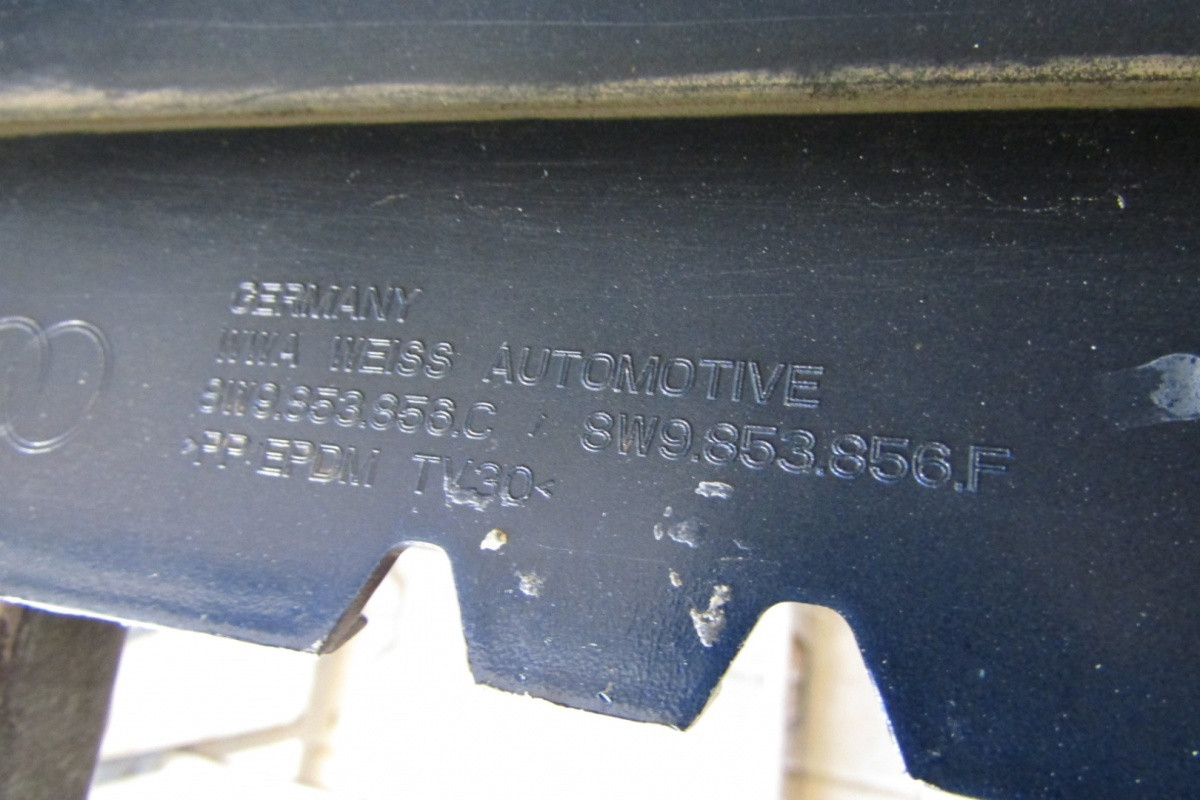 GERMANY
WWA WEISS AUTOMOTIVE
8W9.853.856.C / 8W9.853.856.F
>PP+EPDM TV30<